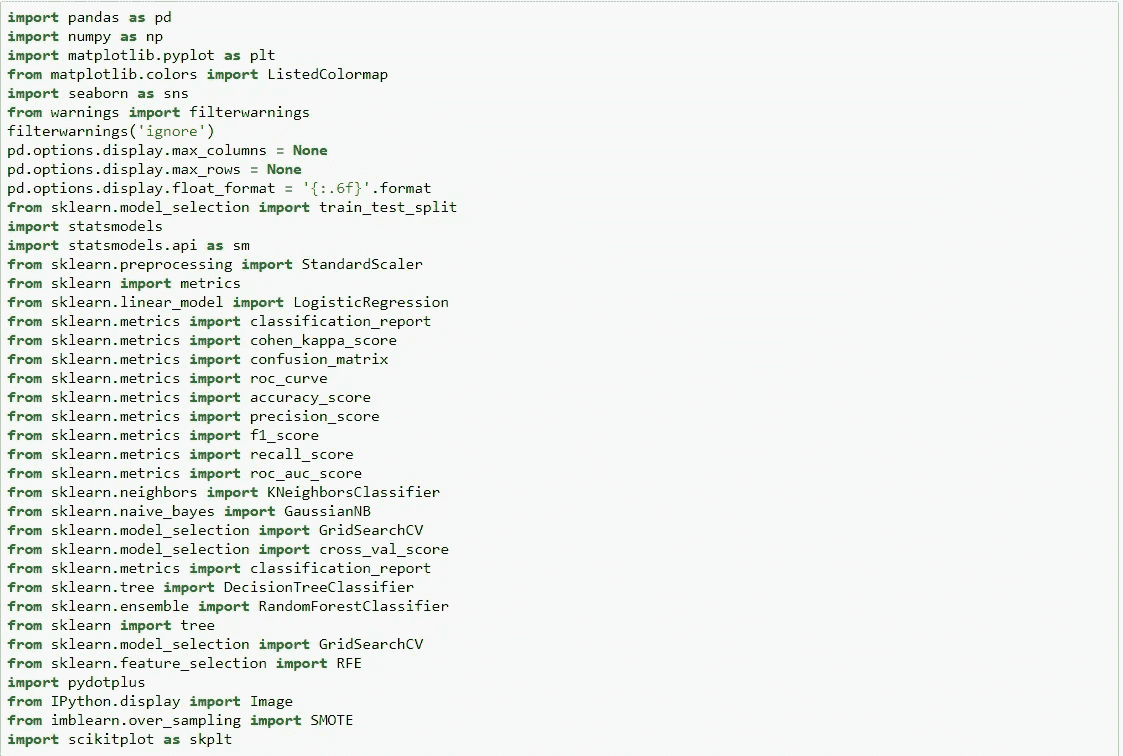 import pandas as pd
import numpy as np
import matplotlib.pyplot as plt
from matplotlib.colors import ListedColormap
import seaborn as sns
from warnings import filterwarnings
filterwarnings('ignore')
pd.options.display.max_columns = None
pd.options.display.max_rows = None
pd.options.display.float_format = '{:.6f}'.format
from sklearn.model_selection import train_test_split
import statsmodels
import statsmodels.api as sm
from sklearn.preprocessing import StandardScaler
from sklearn import metrics
from sklearn.linear_model import LogisticRegression
from sklearn.metrics import classification_report
from sklearn.metrics import cohen_kappa_score
from sklearn.metrics import confusion_matrix
from sklearn.metrics import roc_curve
from sklearn.metrics import accuracy_score
from sklearn.metrics import precision_score
from sklearn.metrics import f1_score
from sklearn.metrics import recall_score
from sklearn.metrics import roc_auc_score
from sklearn.neighbors import KNeighborsClassifier
from sklearn.naive_bayes import GaussianNB
from sklearn.model_selection import GridSearchCV
from sklearn.model_selection import cross_val_score
from sklearn.metrics import classification_report
from sklearn.tree import DecisionTreeClassifier
from sklearn.ensemble import RandomForestClassifier
from sklearn import tree
from sklearn.model_selection import GridSearchCV
from sklearn.feature_selection import RFE
import pydotplus
from IPython.display import Image
from imblearn.over_sampling import SMOTE
import scikitplot as skplt